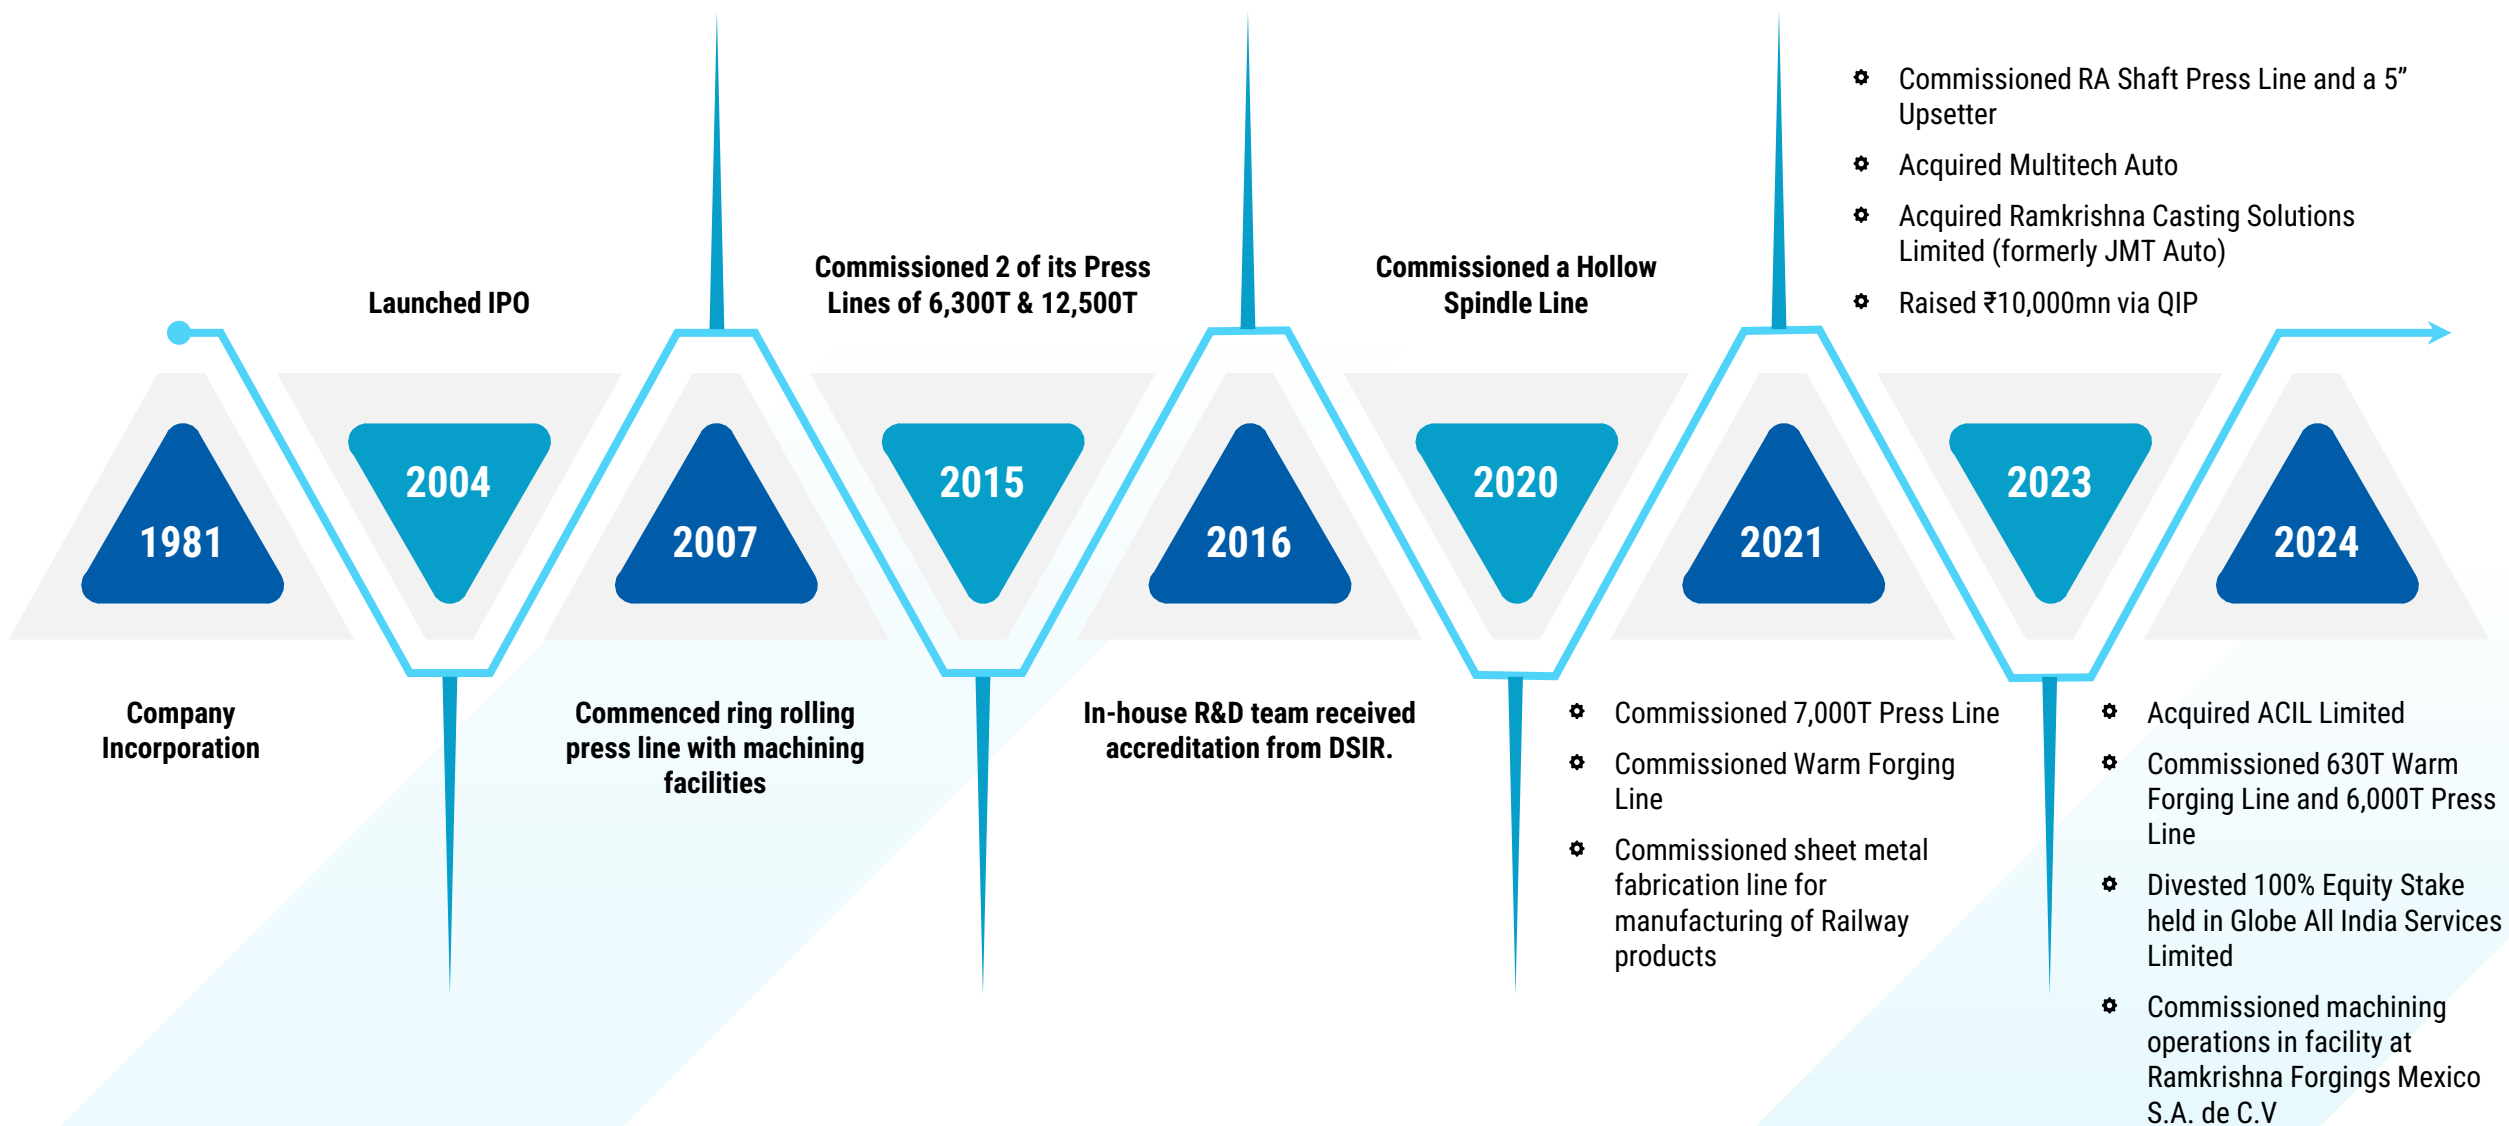 Commissioned RA Shaft Press Line and a 5”
Upsetter
Acquired Multitech Auto
Acquired Ramkrishna Casting Solutions
Limited (formerly JMT Auto)
Raised ₹10,000mn via QIP
Launched IPO
Commissioned 2 of its Press
Lines of 6,300T & 12,500T
Commissioned a Hollow
Spindle Line
1981
2004
2007
2015
2016
2020
2021
2023
2024
Company
Incorporation
Commenced ring rolling
press line with machining
facilities
In-house R&D team received
accreditation from DSIR.
Commissioned 7,000T Press Line
Commissioned Warm Forging
Line
Commissioned sheet metal
fabrication line for
manufacturing of Railway
products
Acquired ACIL Limited
Commissioned 630T Warm
Forging Line and 6,000T Press
Line
Divested 100% Equity Stake
held in Globe All India Services
Limited
Commissioned machining
operations in facility at
Ramkrishna Forgings Mexico
S.A. de C.V